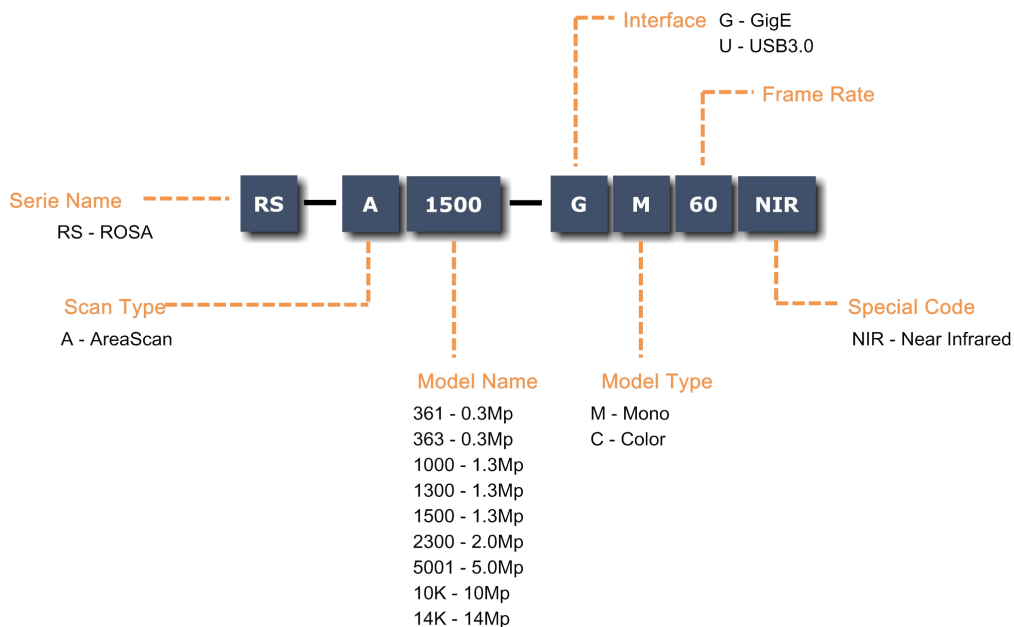 Interface
G - GigE
U - USB3.0
Frame Rate
Serie Name
RS - ROSA
RS
A
1500
G
M
60
NIR
Scan Type
A - AreaScan
Special Code
NIR - Near Infrared
Model Name
361 - 0.3Mp
363 - 0.3Mp
1000 - 1.3Mp
1300 - 1.3Mp
1500 - 1.3Mp
2300 - 2.0Mp
5001 - 5.0Mp
10K - 10Mp
14K - 14Mp
Model Type
M - Mono
C - Color